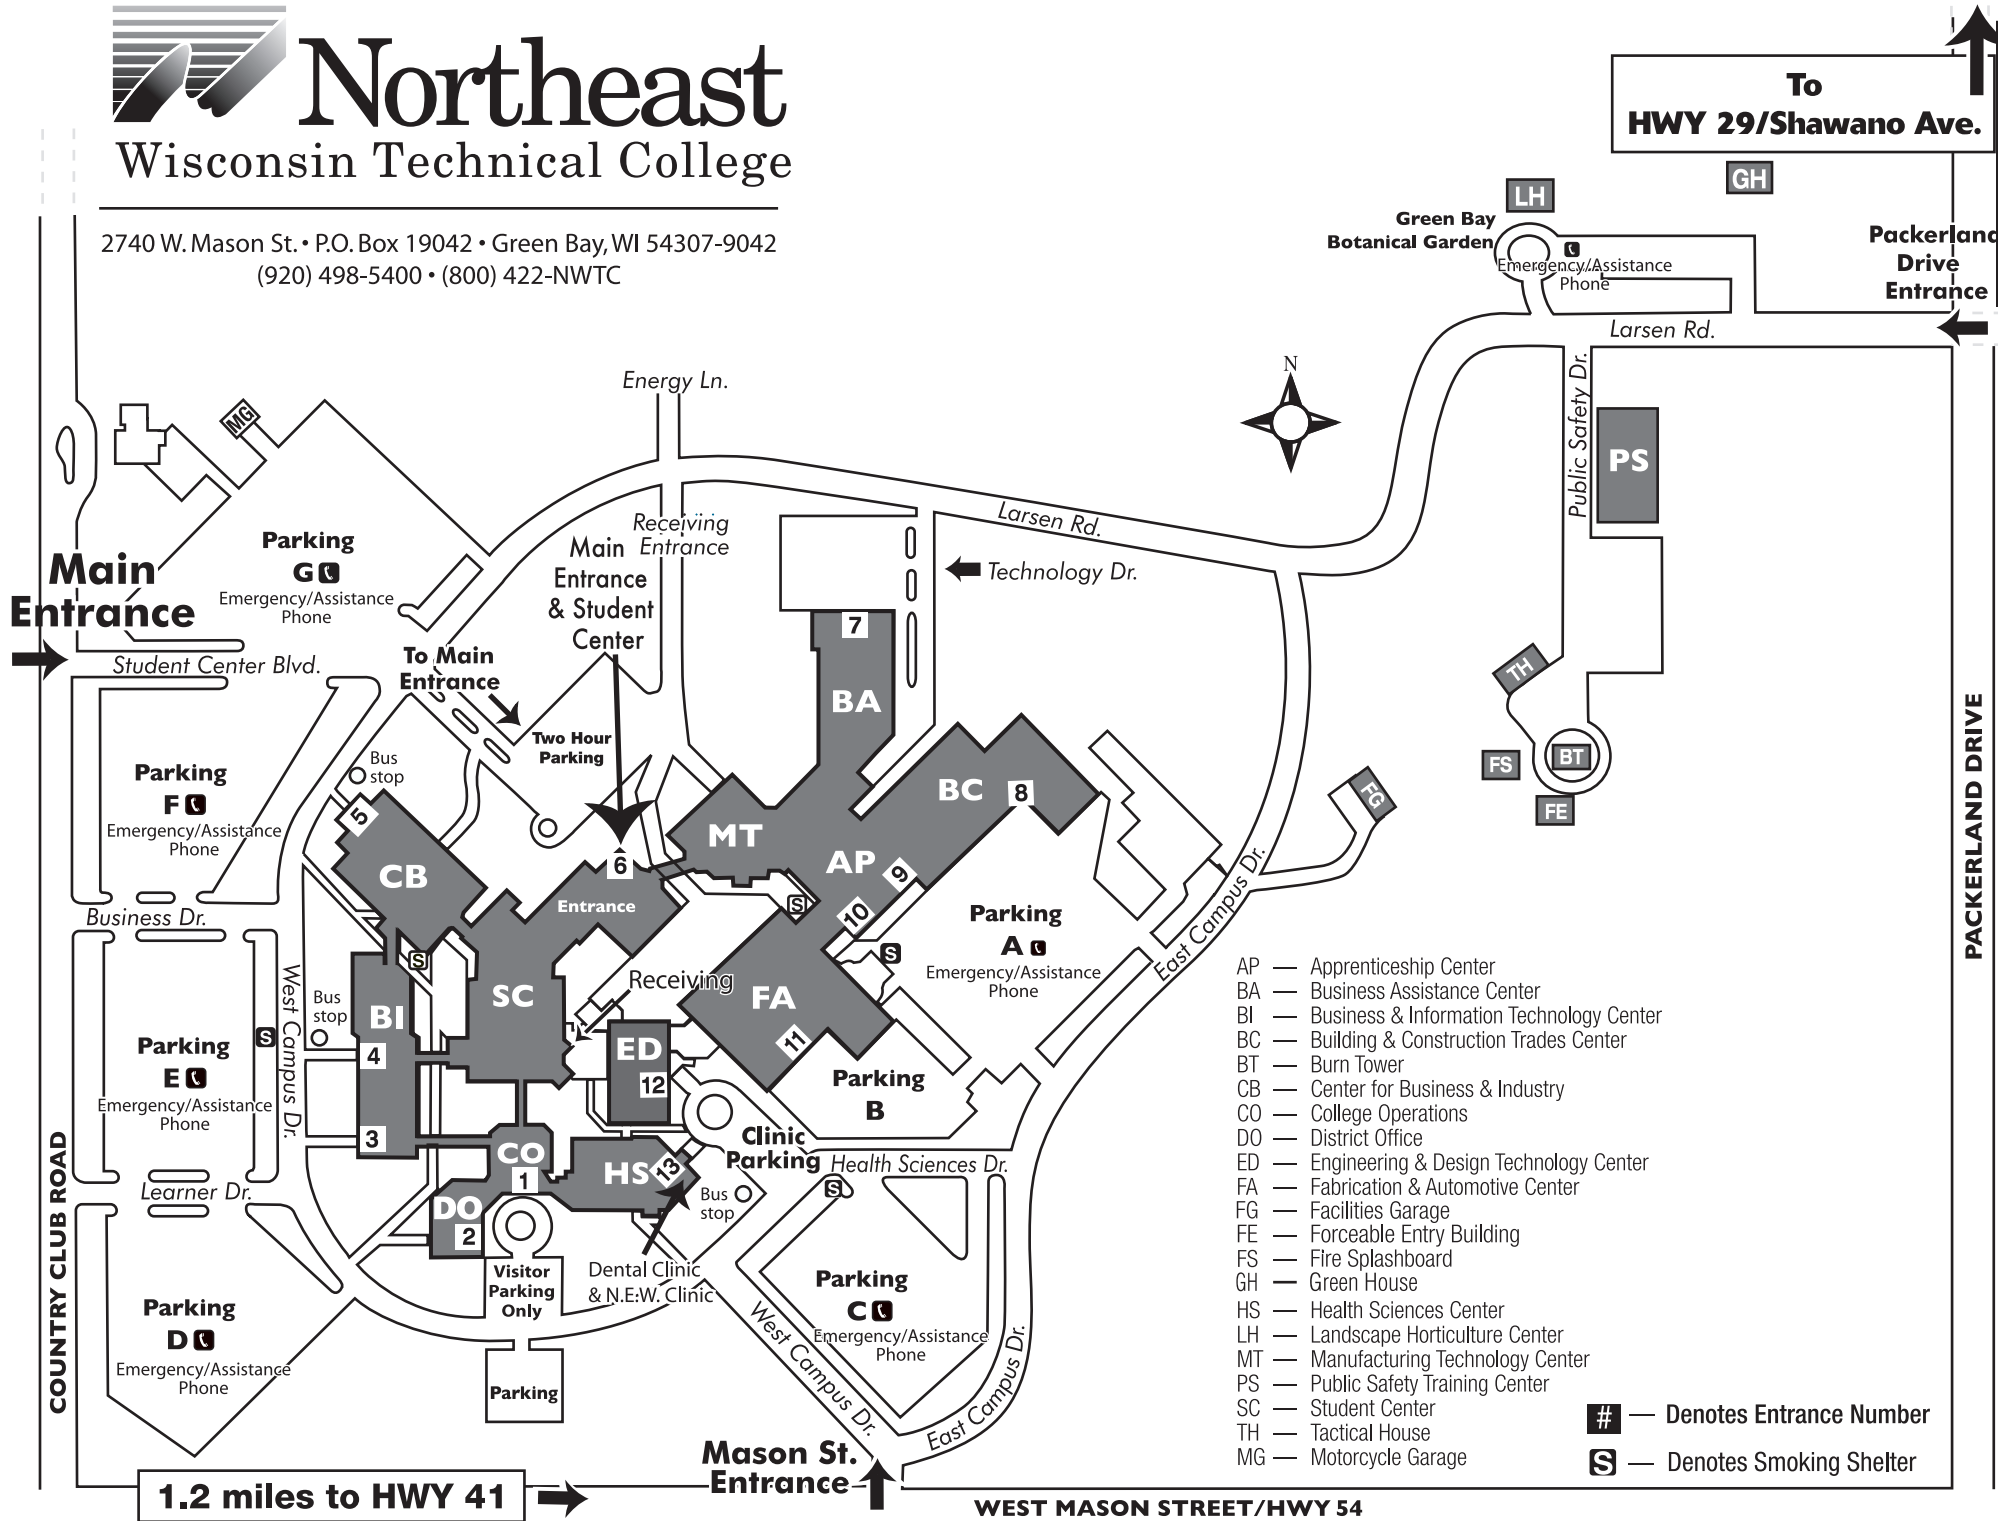 Northeast
Wisconsin Technical College
2740 W. Mason St. • P.O. Box 19042 • Green Bay, WI 54307-9042
(920) 498-5400 • (800) 422-NWTC
To
HWY 29/Shawano Ave.
GH
LH
Green Bay
Botanical Garden
Emergency/Assistance
Phone
Packerland
Drive
Entrance
Larsen Rd.
Public Safety Dr.
PS
N
Energy Ln.
MG
Larsen Rd.
Receiving
Entrance
Main
Entrance
& Student
Center
Technology Dr.
Parking
G
Emergency/Assistance
Phone
Main
Entrance
Student Center Blvd.
To Main
Entrance
Two Hour
Parking
7
BA
TH
BT
FS
FE
FG
PACKERLAND DRIVE
Bus
stop
Parking
F
Emergency/Assistance
Phone
5
CB
6
Entrance
MT
BC
8
AP
9
10
S
Parking
A
Emergency/Assistance
Phone
S
East Campus Dr.
Business Dr.
West Campus Dr.
S
Bus
stop
S
BI
4
3
SC
Receiving
FA
11
ED
12
Parking
E
Emergency/Assistance
Phone
Parking
B
Clinic
Parking
Health Sciences Dr.
S
CO
1
HS
13
Bus
stop
DO
2
Learner Dr.
COUNTRY CLUB ROAD
Visitor
Parking
Only
Dental Clinic
& N.E.W. Clinic
Parking
D
Emergency/Assistance
Phone
Parking
C
Emergency/Assistance
Phone
West Campus Dr.
East Campus Dr.
Parking
Mason St.
Entrance
1.2 miles to HWY 41
WEST MASON STREET/HWY 54
AP — Apprenticeship Center
BA — Business Assistance Center
BI — Business & Information Technology Center
BC — Building & Construction Trades Center
BT — Burn Tower
CB — Center for Business & Industry
CO — College Operations
DO — District Office
ED — Engineering & Design Technology Center
FA — Fabrication & Automotive Center
FG — Facilities Garage
FE — Forceable Entry Building
FS — Fire Splashboard
GH — Green House
HS — Health Sciences Center
LH — Landscape Horticulture Center
MT — Manufacturing Technology Center
PS — Public Safety Training Center
SC — Student Center
TH — Tactical House
MG — Motorcycle Garage
# — Denotes Entrance Number
S — Denotes Smoking Shelter